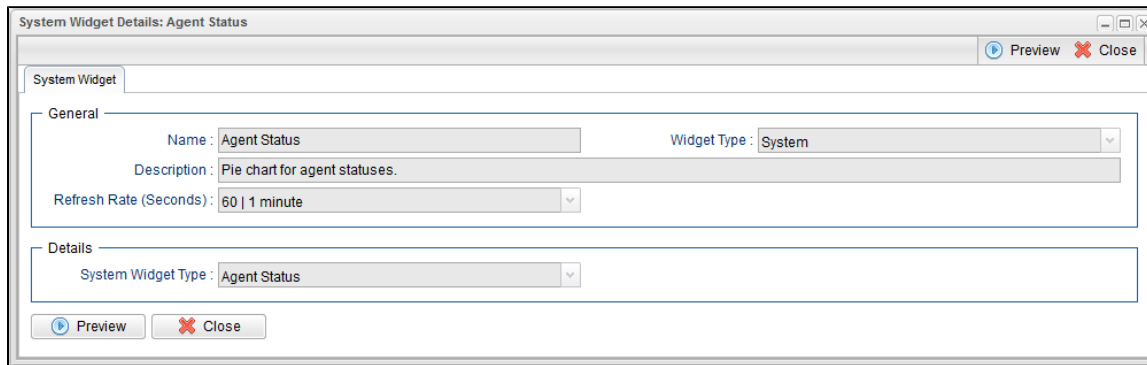 System Widget Details: Agent Status
Preview Close
System Widget
General
Name : Agent Status Widget Type : System
Description : Pie chart for agent statuses.
Refresh Rate (Seconds) : 60 | 1 minute
Details
System Widget Type : Agent Status
Preview Close